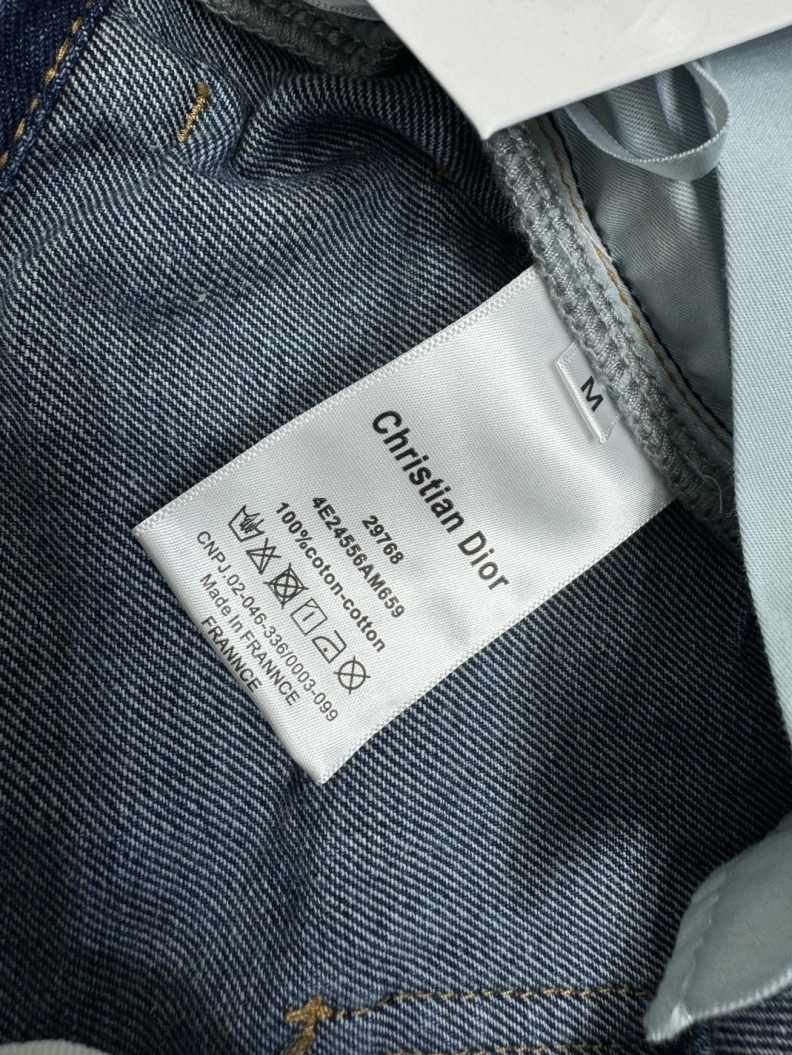 M
Christian Dior
29768
4E24556AM659
100%coton-cotton
CNPJ.02-046-336/0003-099
Made In FRANNCE
FRANNCE